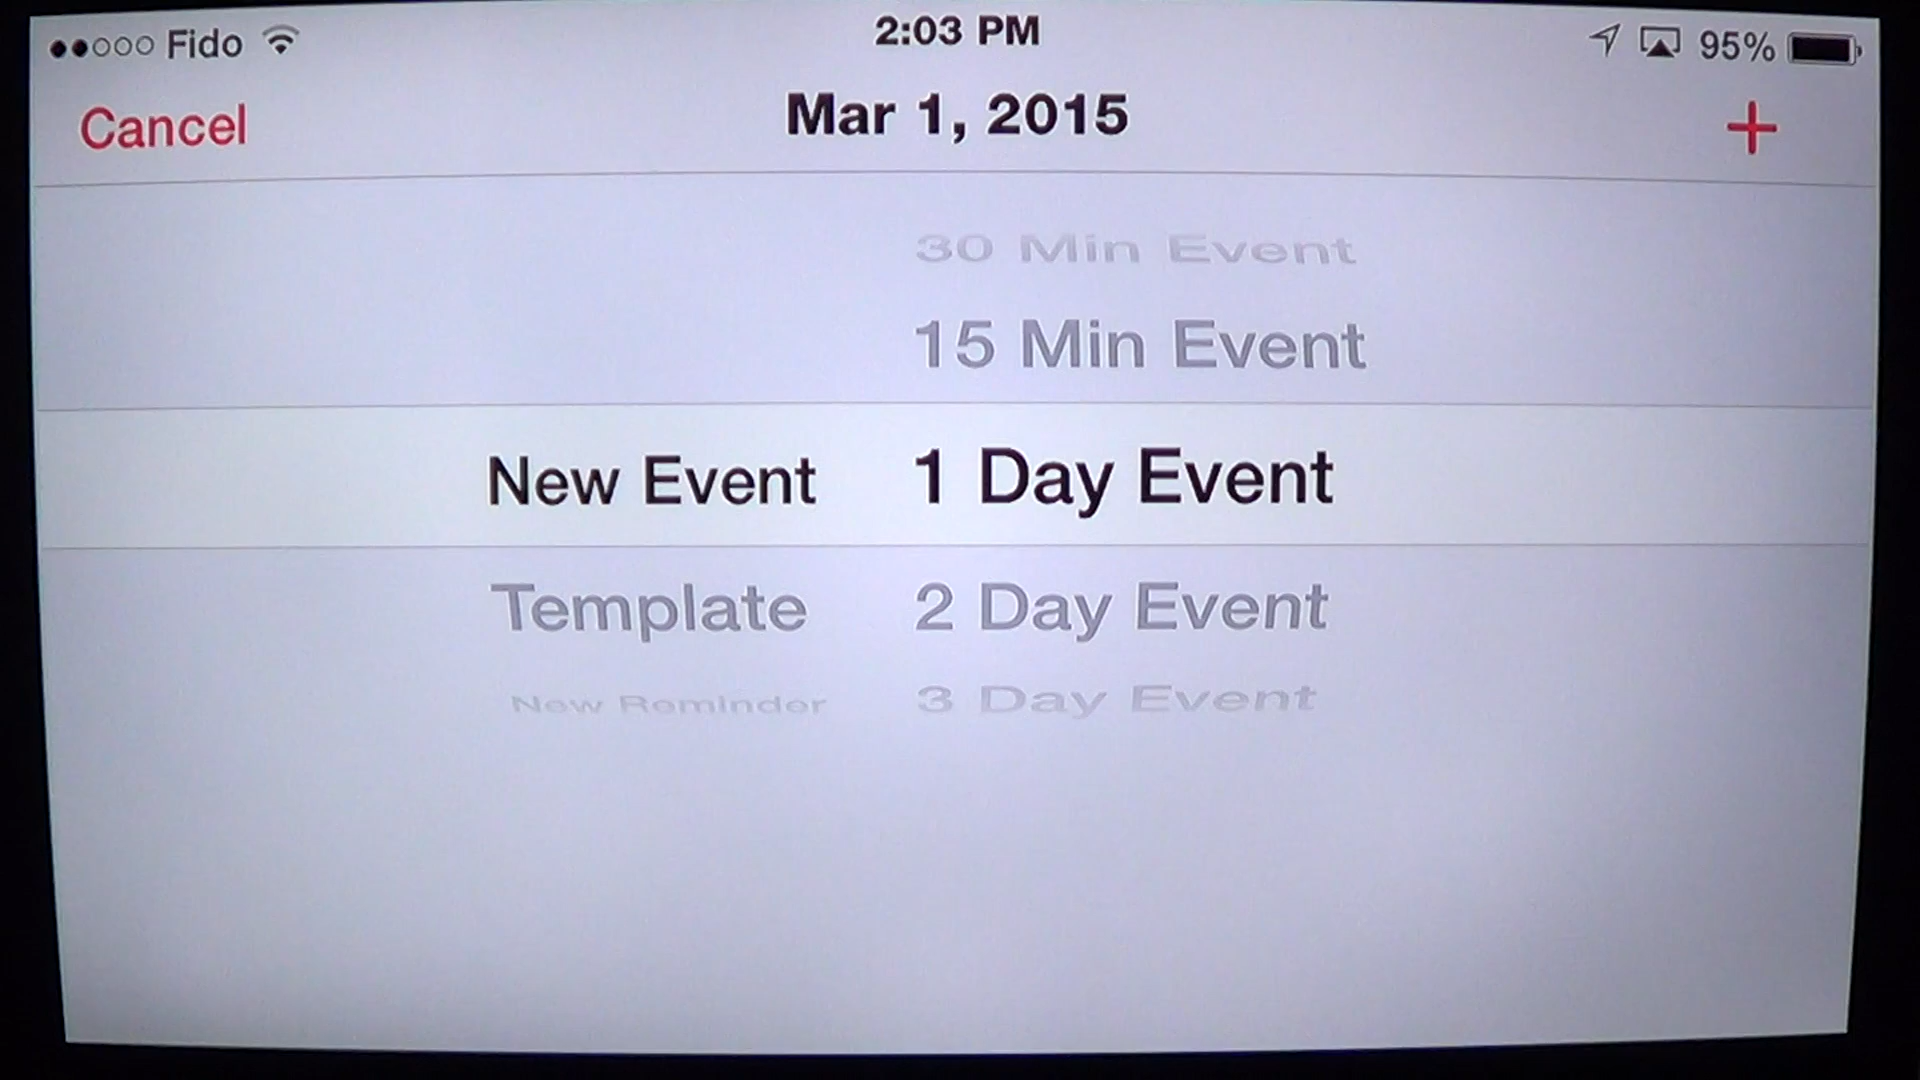 Fido 2:03 PM 95%
Cancel Mar 1, 2015 +
30 Min Event
15 Min Event
New Event 1 Day Event
Template 2 Day Event
New Reminder 3 Day Event